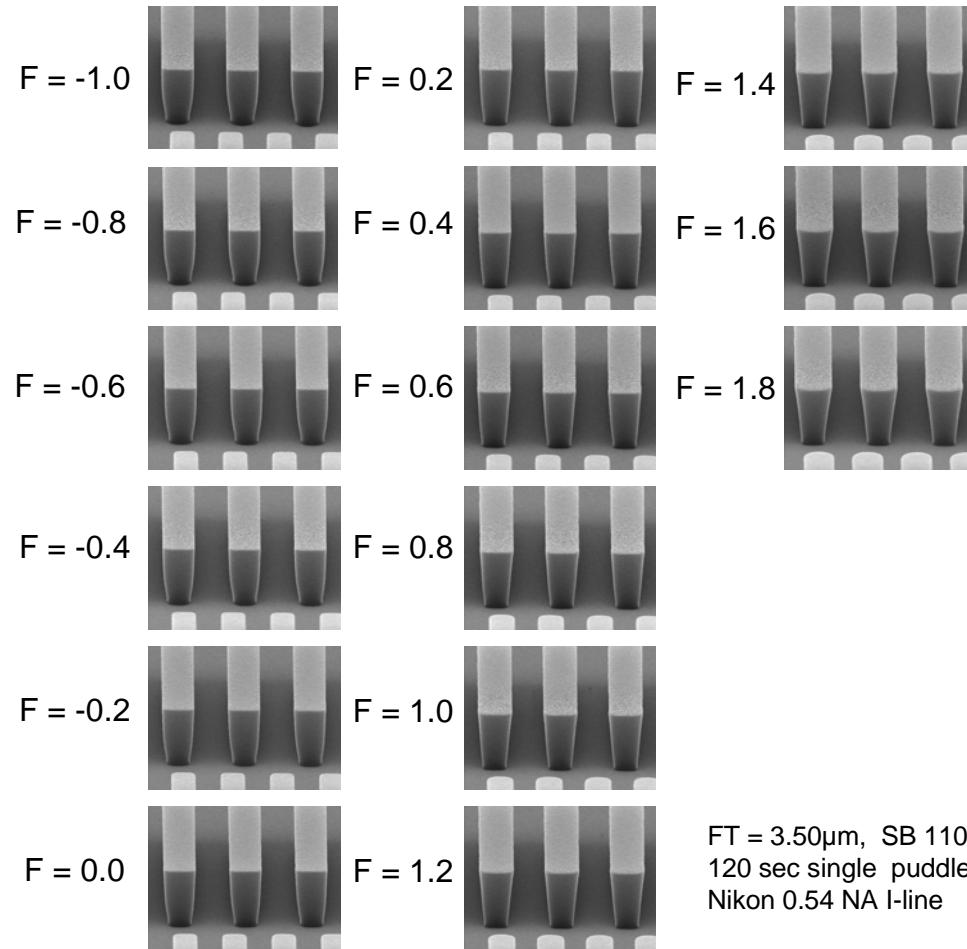 F = -1.0
F = -0.8
F = -0.6
F = -0.4
F = -0.2
F = 0.0
F = 0.2
F = 0.4
F = 0.6
F = 0.8
F = 1.0
F = 1.2
F = 1.4
F = 1.6
F = 1.8
FT = 3.50µm, SB 110
120 sec single puddle
Nikon 0.54 NA I-line